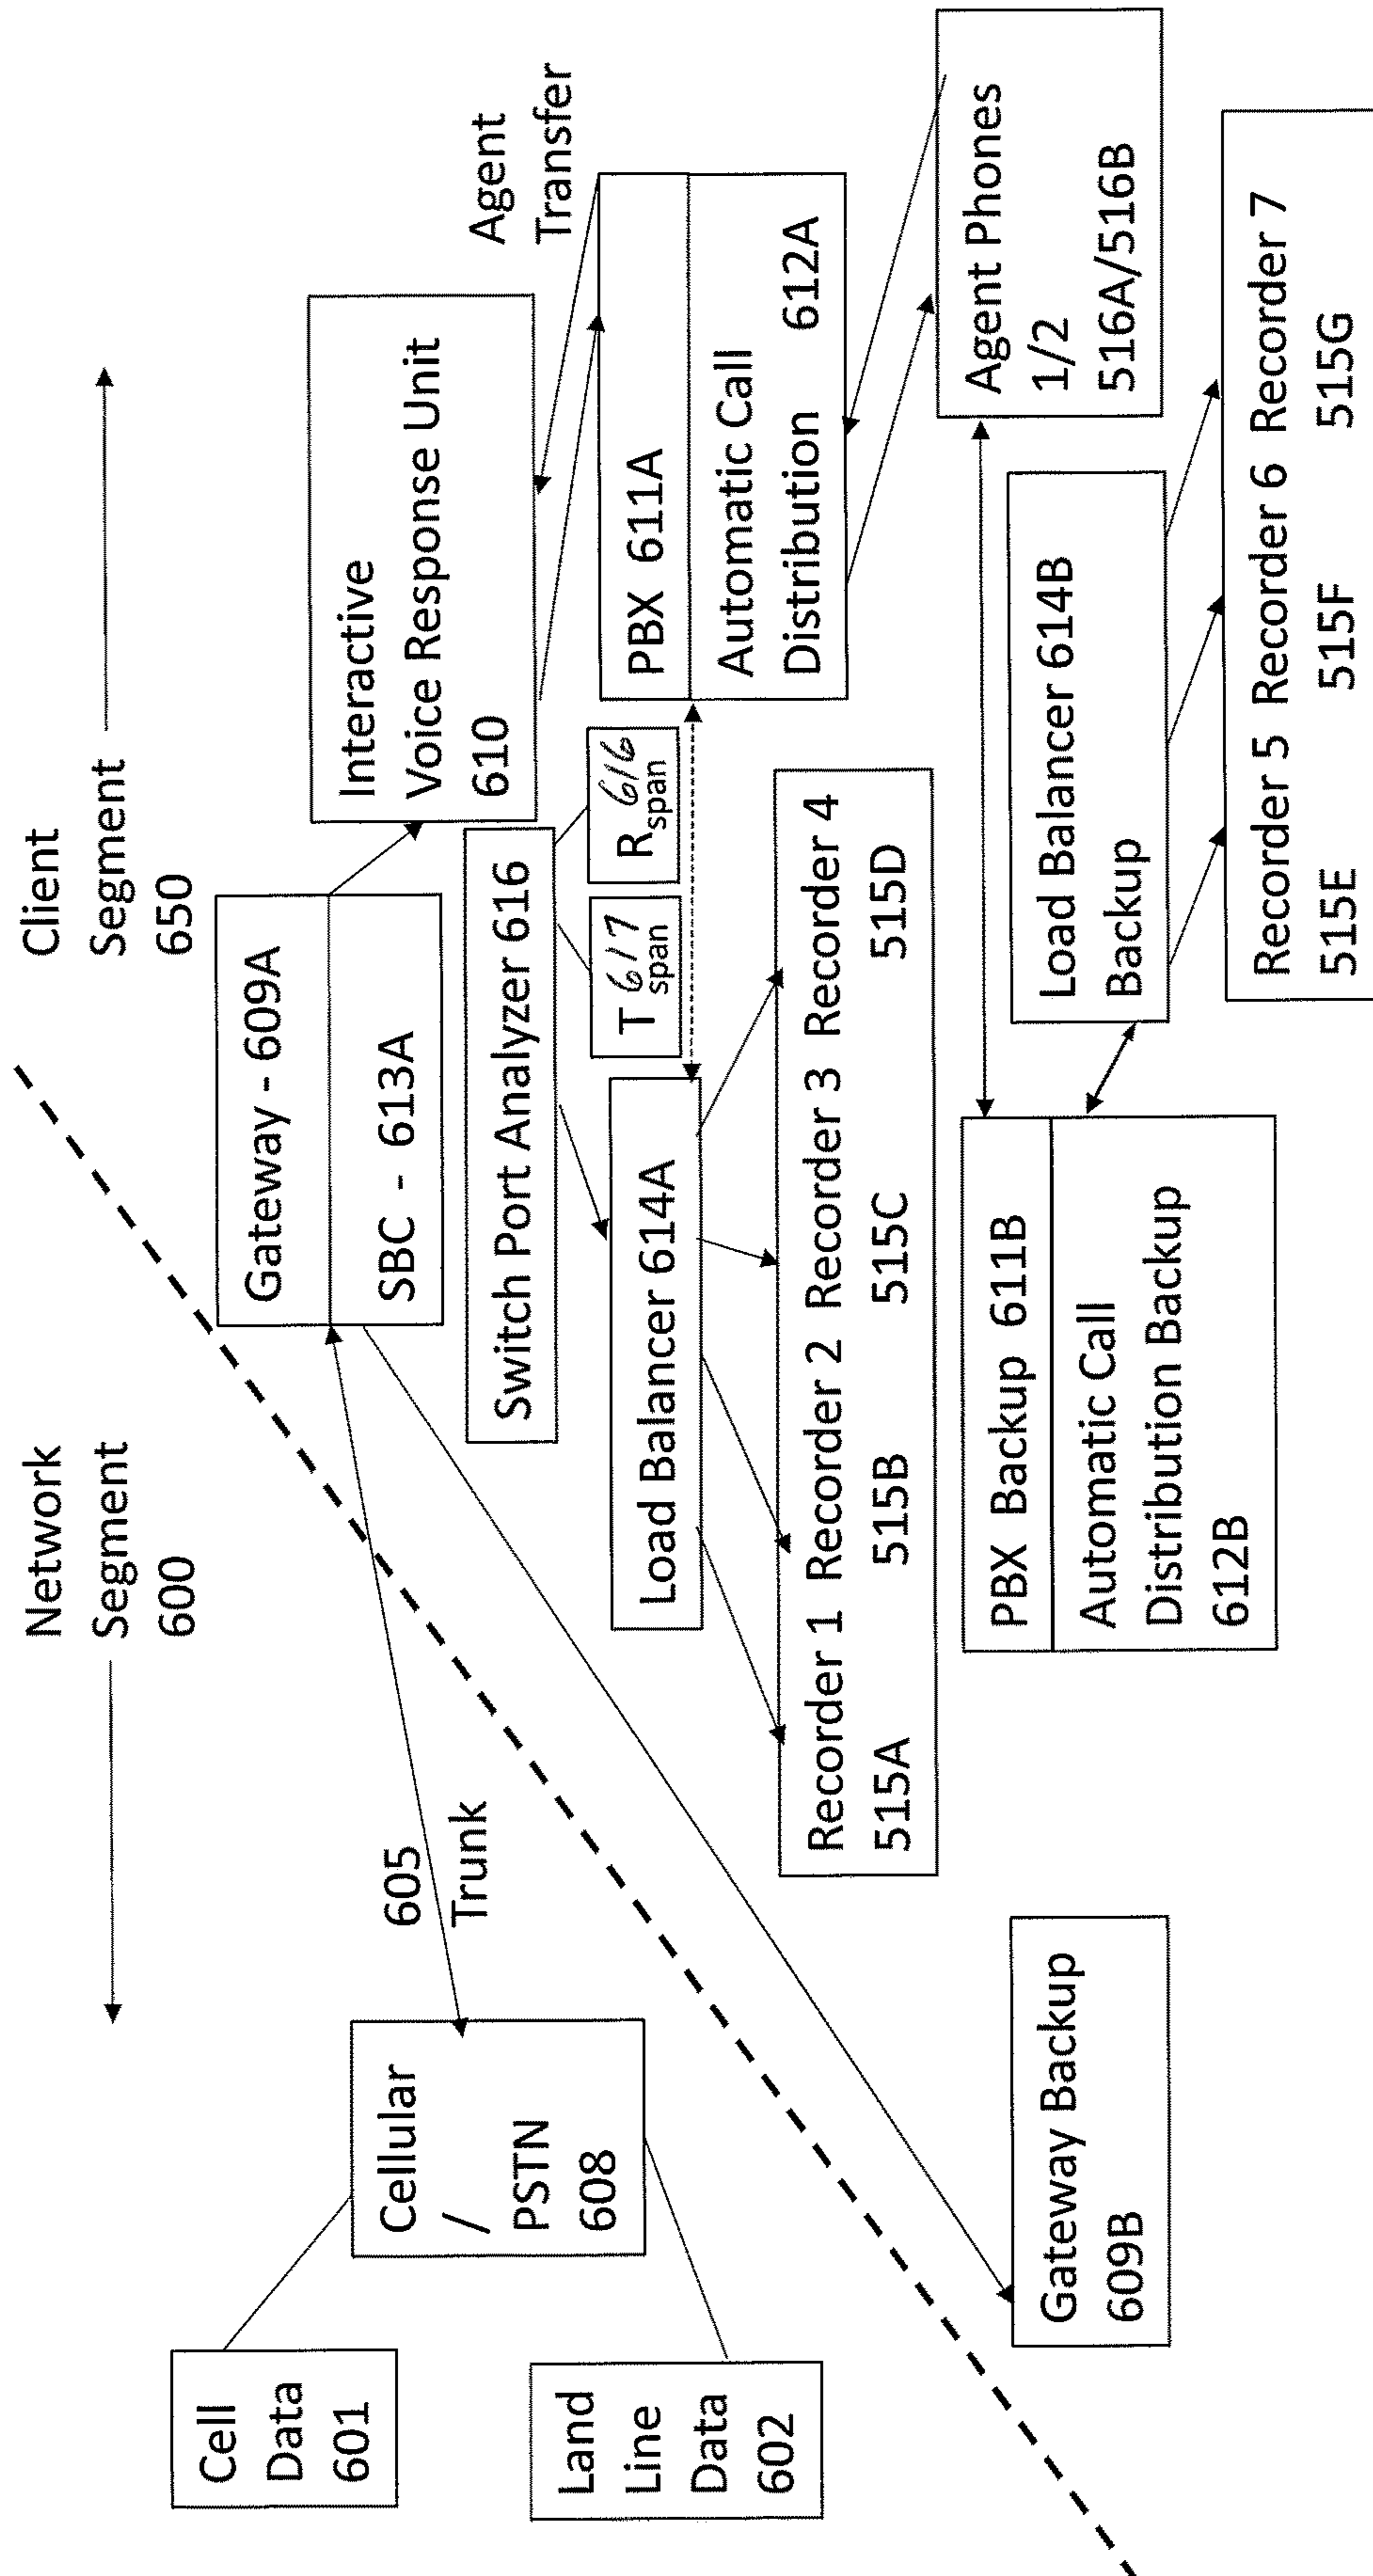 Network
Segment
600
Client
Segment
650
Cell
Data
601
Land
Line
Data
602
Cellular
/
PSTN
608
605
Trunk
Gateway - 609A
SBC - 613A
Interactive
Voice Response Unit
610
Agent
Transfer
Switch Port Analyzer 616
T 617
span
R 616
span
PBX 611A
Automatic Call
Distribution 612A
Load Balancer 614A
Recorder 1 Recorder 2 Recorder 3 Recorder 4
515A 515B 515C 515D
Agent Phones
1/2
516A/516B
Gateway Backup
609B
PBX Backup 611B
Automatic Call
Distribution Backup
612B
Load Balancer 614B
Backup
Recorder 5 Recorder 6 Recorder 7
515E 515F 515G